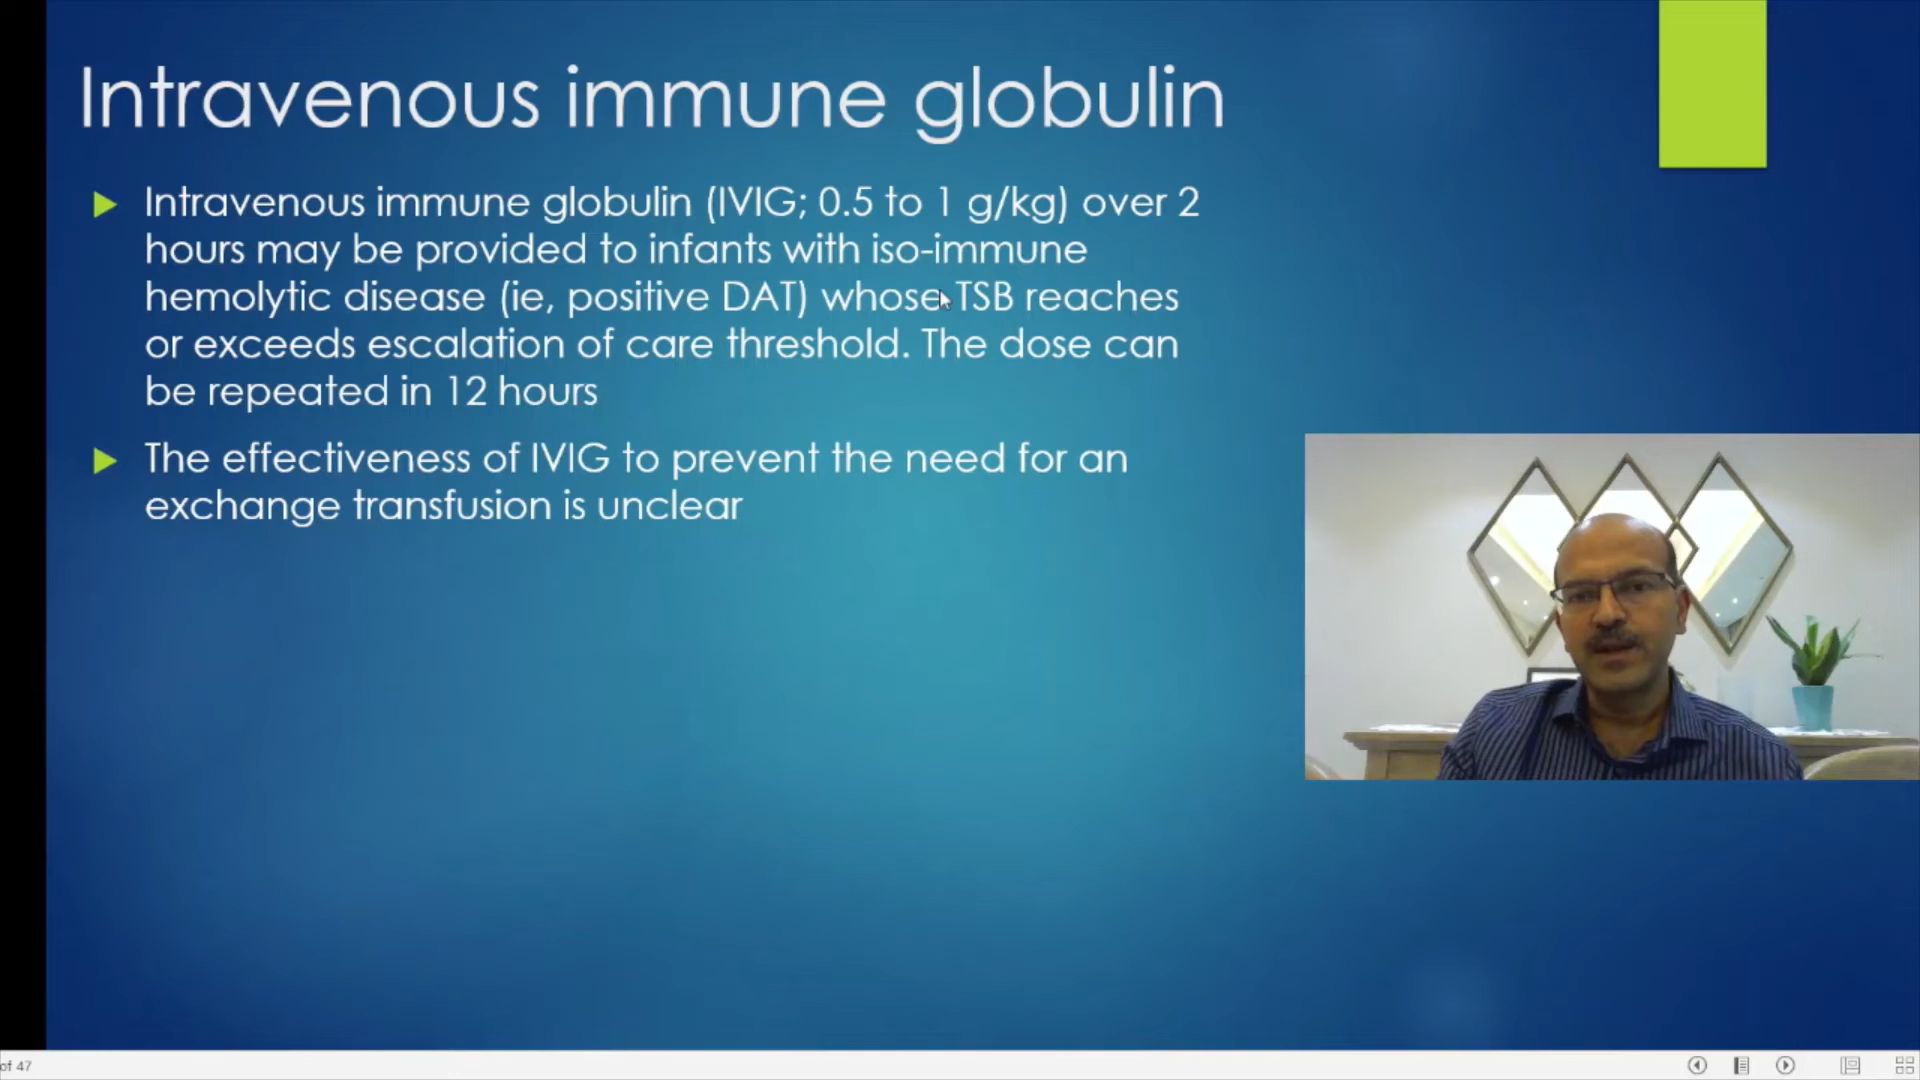 Intravenous immune globulin
Intravenous immune globulin (IVIG; 0.5 to 1 g/kg) over 2
hours may be provided to infants with iso-immune
hemolytic disease (ie, positive DAT) whose TSB reaches
or exceeds escalation of care threshold. The dose can
be repeated in 12 hours
The effectiveness of IVIG to prevent the need for an
exchange transfusion is unclear
of 47